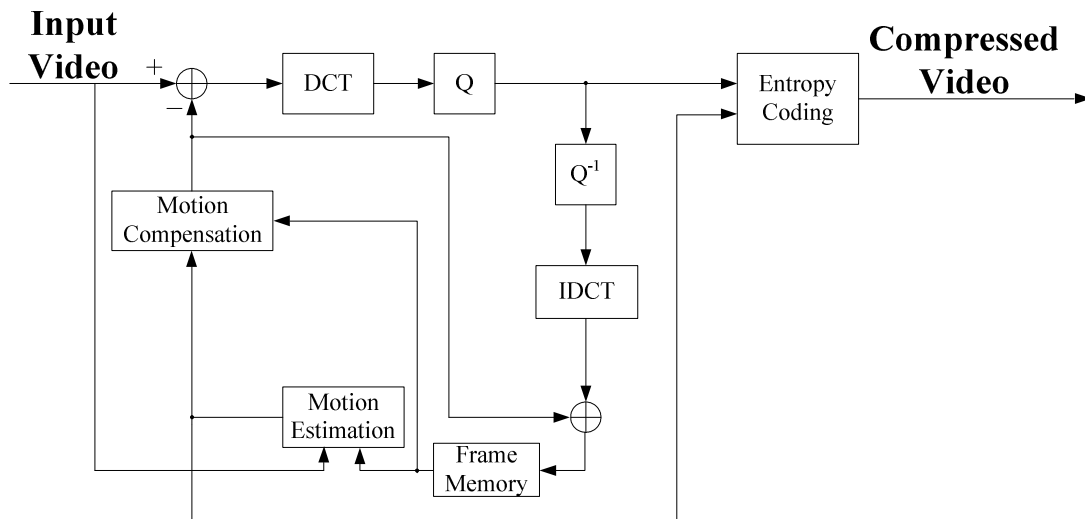 Input
Video
+
−
DCT
Q
Entropy
Coding
Compressed
Video
Q⁻¹
Motion
Compensation
IDCT
Motion
Estimation
Frame
Memory